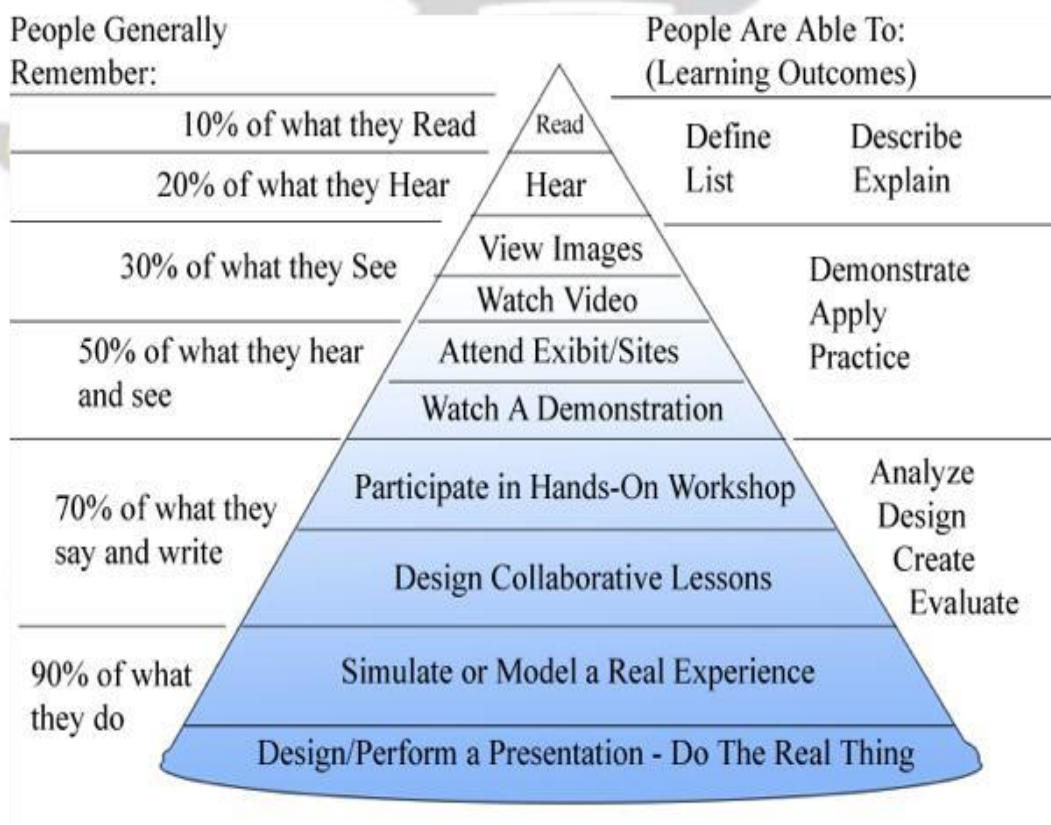 People Generally
Remember:
People Are Able To:
(Learning Outcomes)
10% of what they Read
Read
Define
Describe
List
Explain
20% of what they Hear
Hear
30% of what they See
View Images
Watch Video
Demonstrate
Apply
Practice
50% of what they hear
and see
Attend Exibit/Sites
Watch A Demonstration
70% of what they
say and write
Participate in Hands-On Workshop
Design Collaborative Lessons
Analyze
Design
Create
Evaluate
90% of what
they do
Simulate or Model a Real Experience
Design/Perform a Presentation - Do The Real Thing